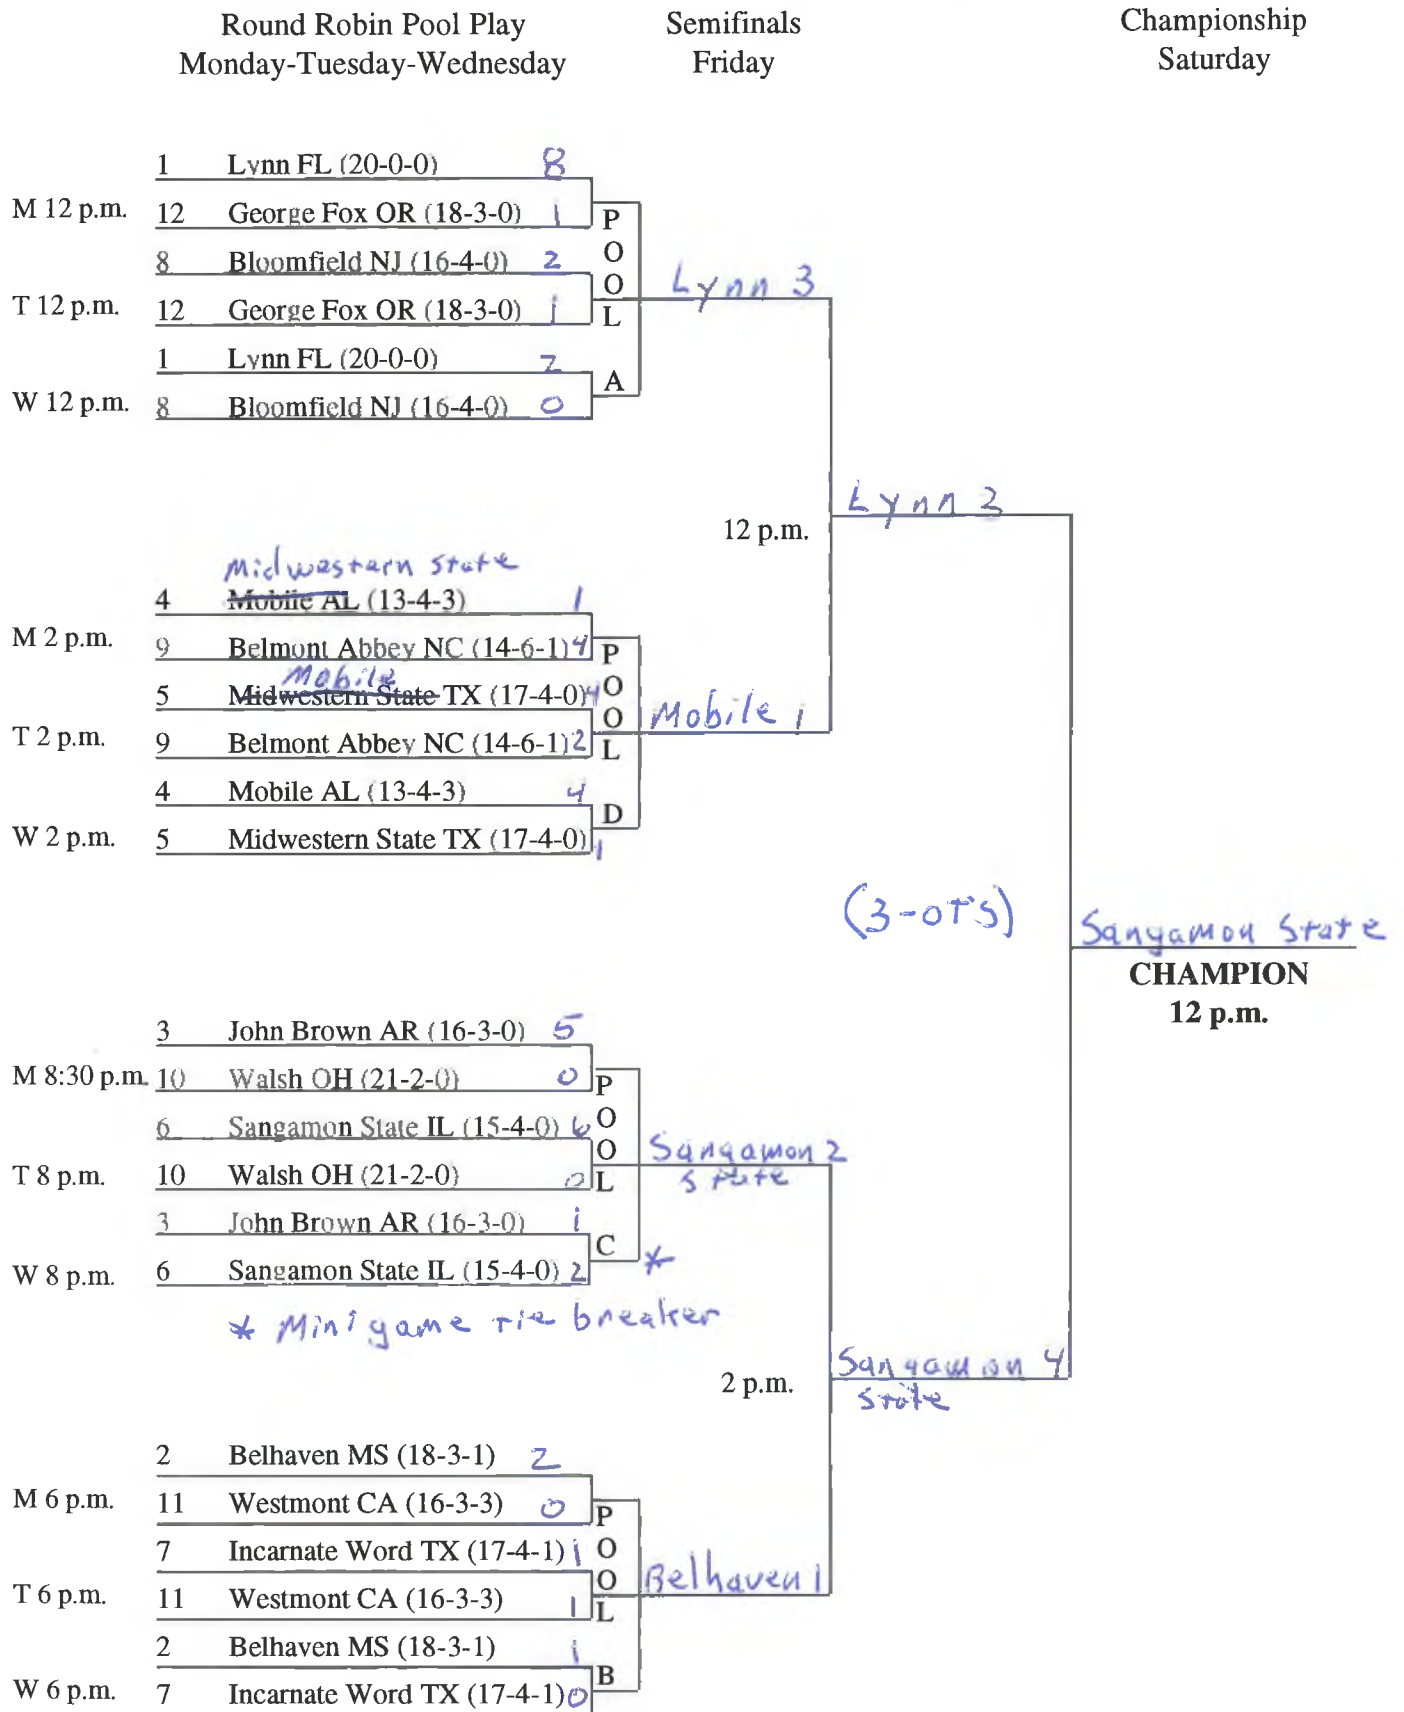 Round Robin Pool Play
Monday-Tuesday-Wednesday
Semifinals
Friday
Championship
Saturday
1 Lynn FL (20-0-0) 8
M 12 p.m.
12 George Fox OR (18-3-0) 1
8 Bloomfield NJ (16-4-0) 2
T 12 p.m.
12 George Fox OR (18-3-0) 1
1 Lynn FL (20-0-0) 2
W 12 p.m.
8 Bloomfield NJ (16-4-0) 0
POOL A
Lynn 3
12 p.m.
Lynn 3
Midwestern State
4 Mobile AL (13-4-3) 1
M 2 p.m.
9 Belmont Abbey NC (14-6-1) 4
Mobile
5 Midwestern State TX (17-4-0) 4
T 2 p.m.
9 Belmont Abbey NC (14-6-1) 2
4 Mobile AL (13-4-3) 4
W 2 p.m.
5 Midwestern State TX (17-4-0) 1
POOL D
Mobile 1
(3-OT'S)
Sangamon State
CHAMPION
12 p.m.
3 John Brown AR (16-3-0) 5
M 8:30 p.m.
10 Walsh OH (21-2-0) 0
6 Sangamon State IL (15-4-0) 6
T 8 p.m.
10 Walsh OH (21-2-0) 0
3 John Brown AR (16-3-0) 1
W 8 p.m.
6 Sangamon State IL (15-4-0) 2
POOL C
*
Sangamon 2
State
* Mini game tie breaker
2 p.m.
Sangamon 4
State
2 Belhaven MS (18-3-1) 2
M 6 p.m.
11 Westmont CA (16-3-3) 0
7 Incarnate Word TX (17-4-1) 1
T 6 p.m.
11 Westmont CA (16-3-3) 1
2 Belhaven MS (18-3-1) 1
W 6 p.m.
7 Incarnate Word TX (17-4-1) 0
POOL B
Belhaven 1